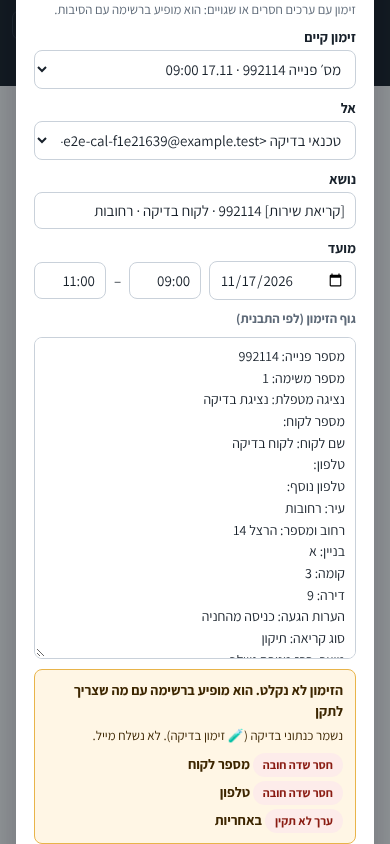 זימון עם ערכים חסרים או שגויים: הוא מופיע ברשימה עם הסיבות.
זימון קיים
מס׳ פנייה 992114 · 17.11 09:00
אל
טכנאי בדיקה <e2e-cal-f1e21639@example.test-
נושא
[קריאת שירות] 992114 · לקוח בדיקה · רחובות
מועד
11/17/2026
09:00 – 11:00
גוף הזימון (לפי התבנית)
מספר פנייה: 992114
מספר משימה: 1
נציגה מטפלת: נציגת בדיקה
מספר לקוח:
שם לקוח: לקוח בדיקה
טלפון:
טלפון נוסף:
עיר: רחובות
רחוב ומספר: הרצל 14
בניין: א
קומה: 3
דירה: 9
הערות הגעה: כניסה מהחניה
סוג קריאה: תיקון
הזימון לא נקלט. הוא מופיע ברשימה עם מה שצריך לתקן
נשמר כנתוני בדיקה (🧪 זימון בדיקה). לא נשלח מייל.
חסר שדה חובה מספר לקוח
חסר שדה חובה טלפון
ערך לא תקין באחריות